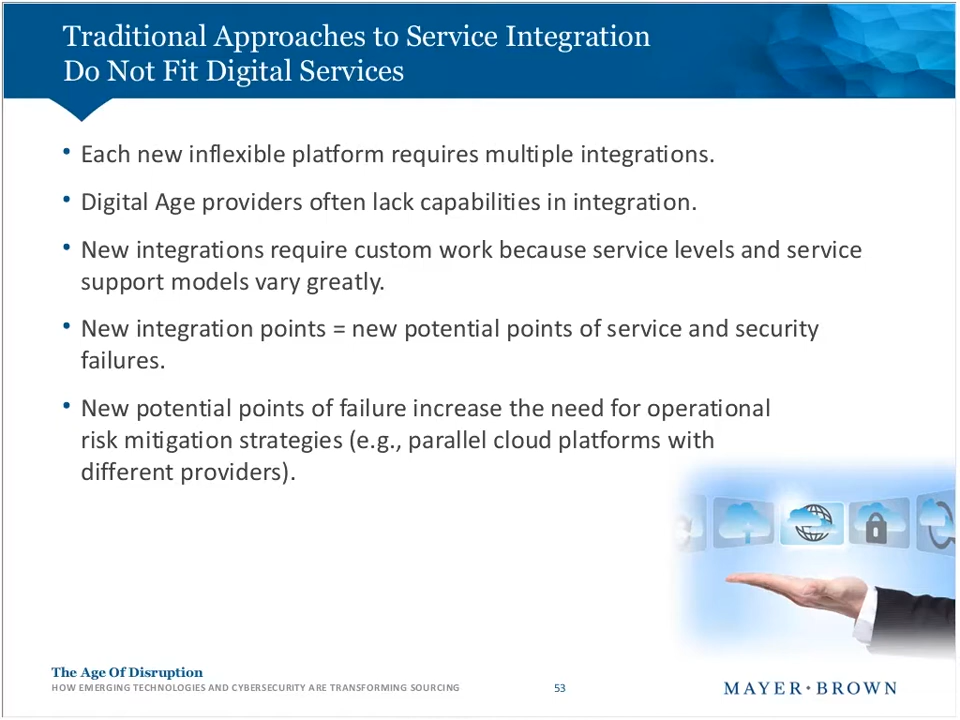 Traditional Approaches to Service Integration
Do Not Fit Digital Services
• Each new inflexible platform requires multiple integrations.
• Digital Age providers often lack capabilities in integration.
• New integrations require custom work because service levels and service
support models vary greatly.
• New integration points = new potential points of service and security
failures.
• New potential points of failure increase the need for operational
risk mitigation strategies (e.g., parallel cloud platforms with
different providers).
The Age Of Disruption
HOW EMERGING TECHNOLOGIES AND CYBERSECURITY ARE TRANSFORMING SOURCING
53
MAYER•BROWN